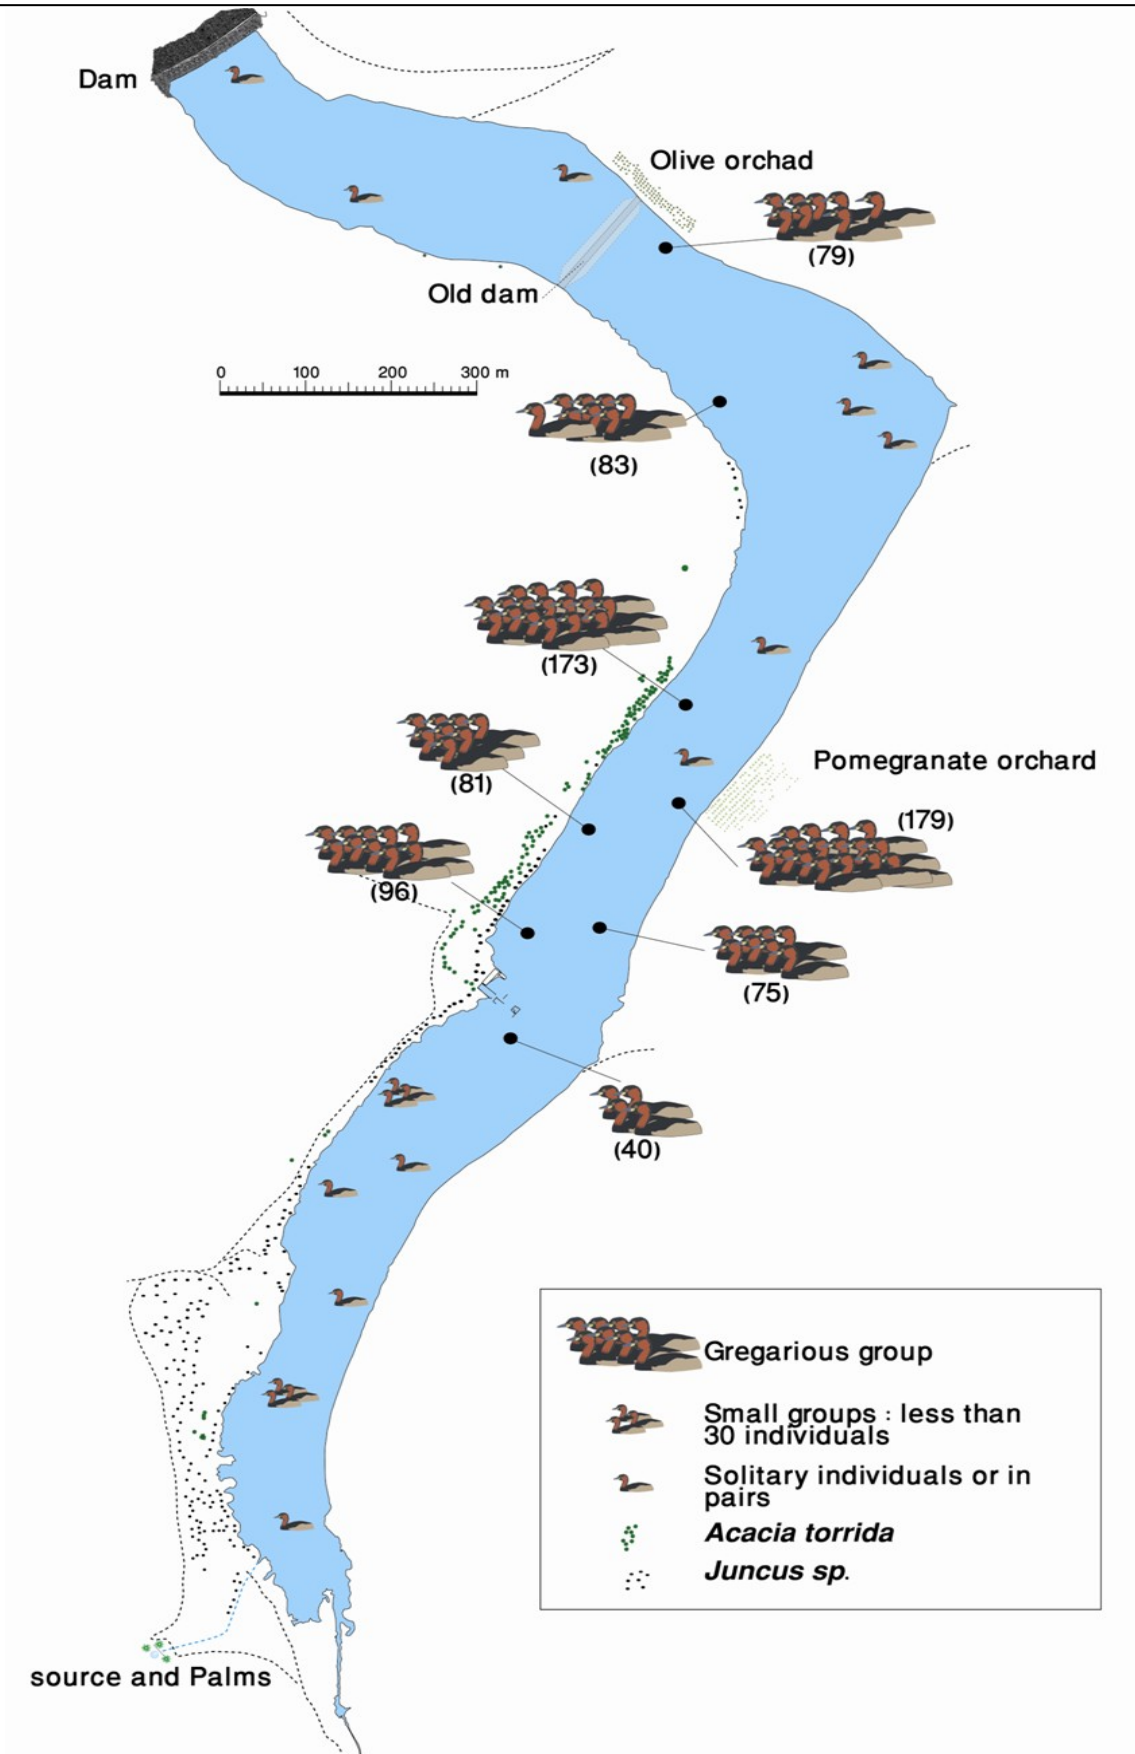 Dam
Olive orchad
(79)
Old dam
0 100 200 300 m
(83)
(173)
Pomegranate orchard
(81)
(179)
(96)
(75)
(40)
Gregarious group
Small groups : less than
30 individuals
Solitary individuals or in
pairs
Acacia torrida
Juncus sp.
source and Palms